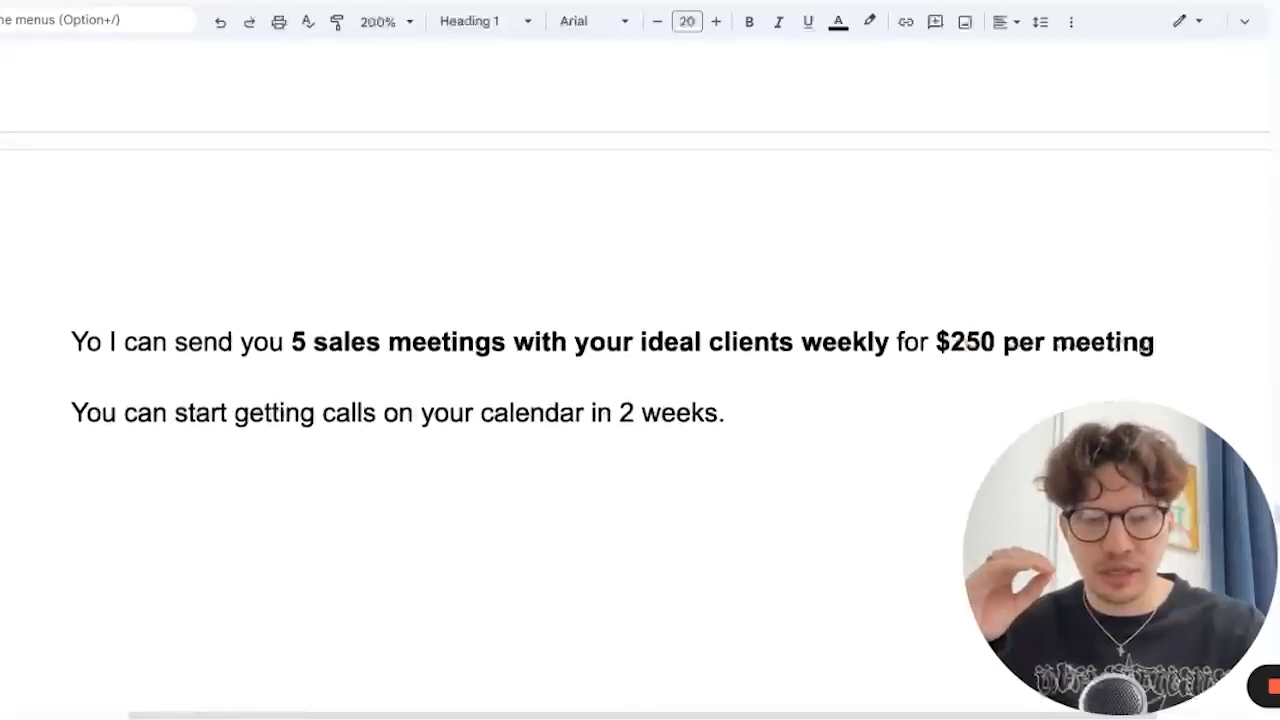 he menus (Option+/)
200%
Heading 1
Arial
20
B
I
U
A
Yo I can send you 5 sales meetings with your ideal clients weekly for $250 per meeting
You can start getting calls on your calendar in 2 weeks.